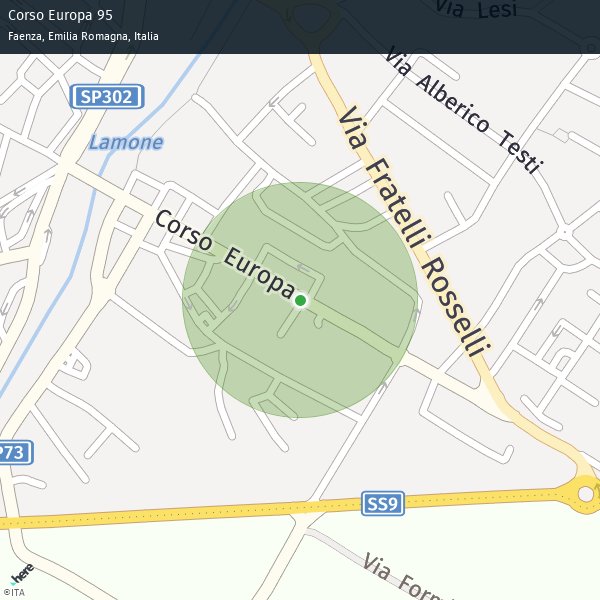 Corso Europa 95
Faenza, Emilia Romagna, Italia
Via Lesi
Via Alberico Testi
SP302
Lamone
Via Fratelli Rosselli
Corso Europa
P73
SS9
Via
here
©ITA